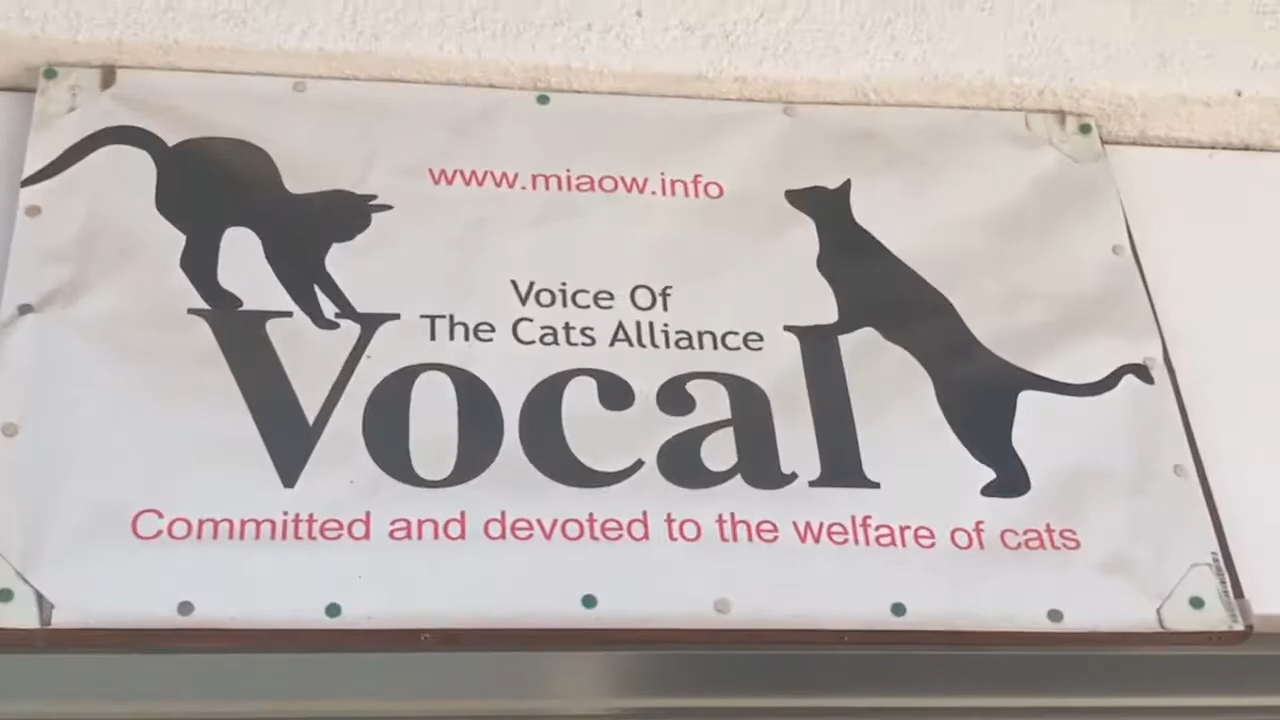 www.miaow.info
Voice Of
The Cats Alliance
Vocal
Committed and devoted to the welfare of cats